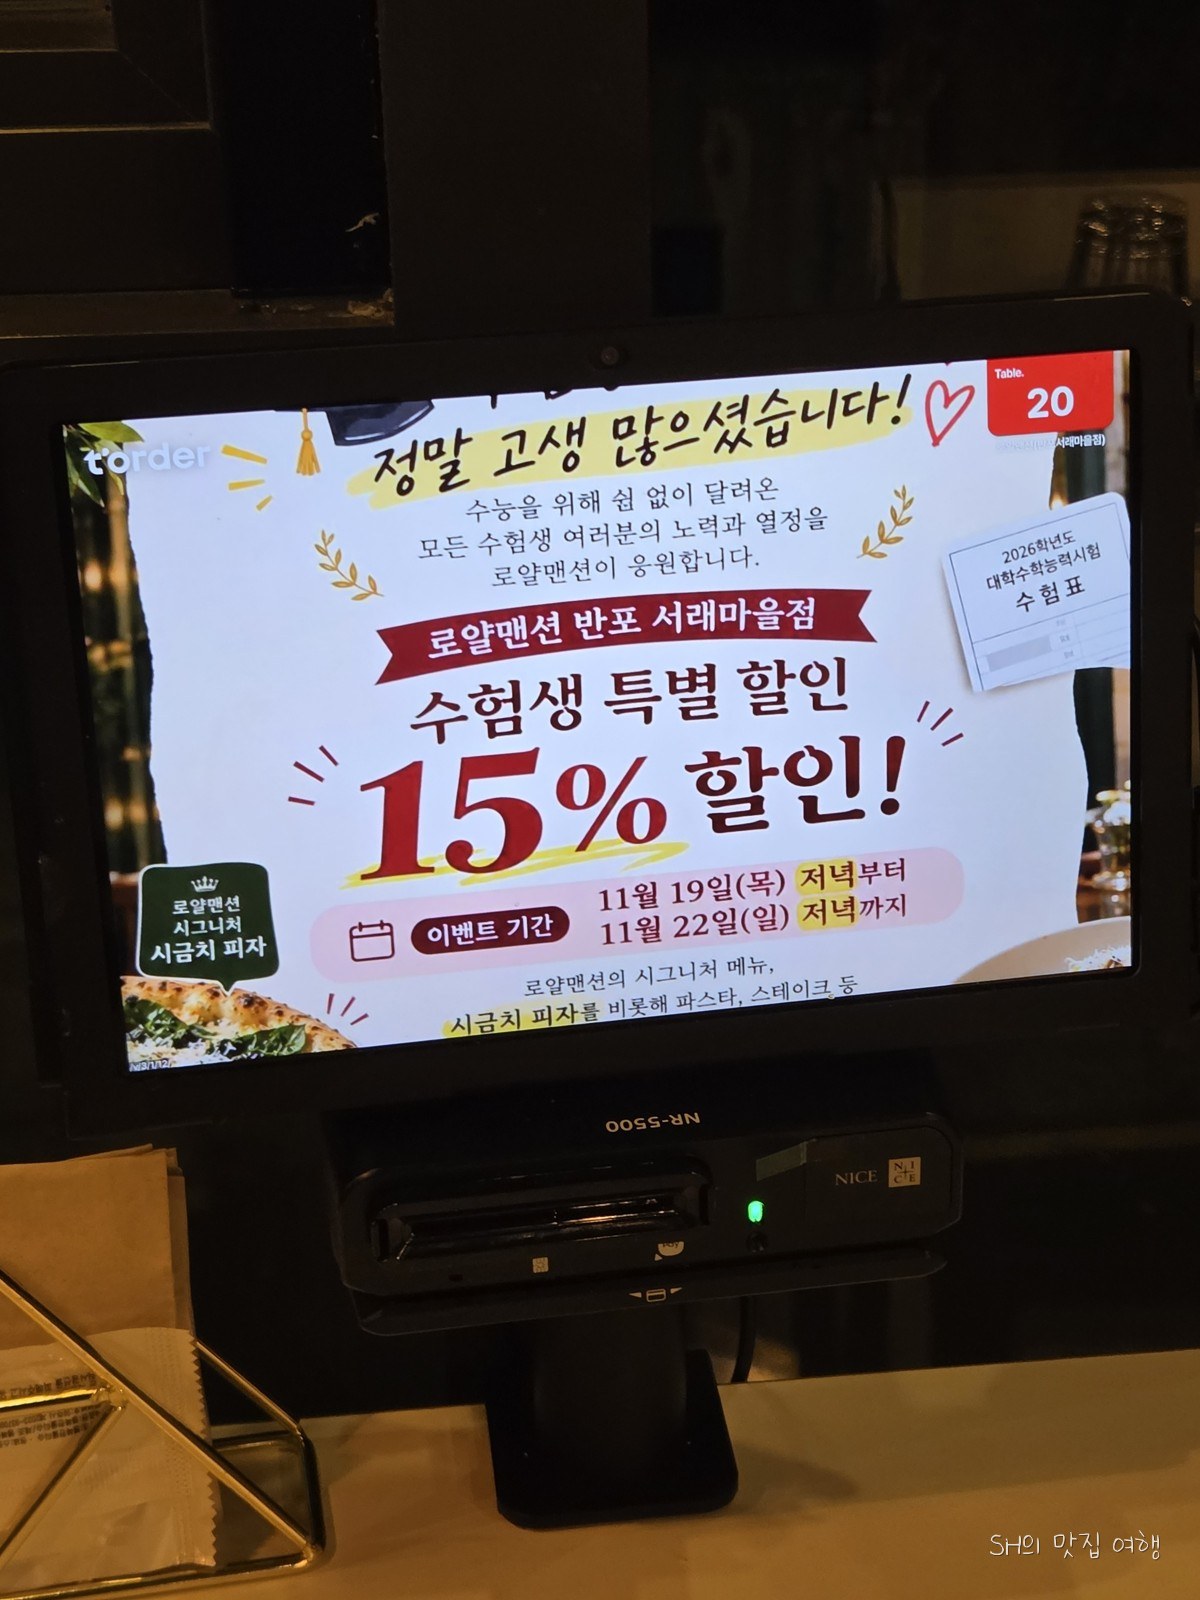 t'order
Table.
20
서래마을점)
정말 고생 많으셨습니다!
수능을 위해 쉼 없이 달려온
모든 수험생 여러분의 노력과 열정을
로얄맨션이 응원합니다.
2026학년도
대학수학능력시험
수험표
로얄맨션 반포 서래마을점
수험생 특별 할인
15% 할인!
이벤트 기간
11월 19일(목) 저녁부터
11월 22일(일) 저녁까지
로얄맨션
시그니처
시금치 피자
로얄맨션의 시그니처 메뉴,
시금치 피자를 비롯해 파스타, 스테이크 등
NR-5500
NICE
NICE
SH의 맛집 여행